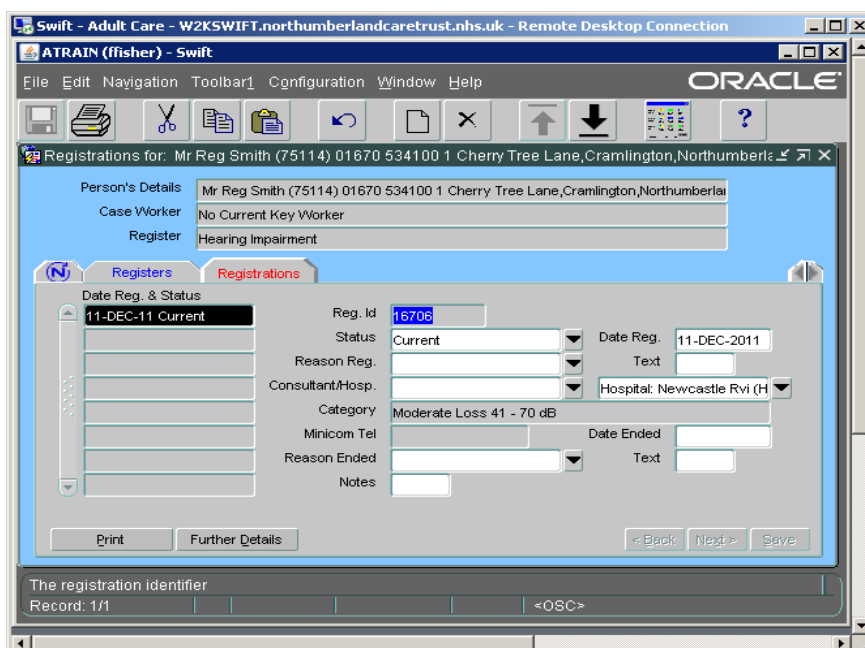 Swift - Adult Care - W2KSWIFT.northumberlandcaretrust.nhs.uk - Remote Desktop Connection
ATRAIN (ffisher) - Swift
File Edit Navigation Toolbar1 Configuration Window Help ORACLE
Registrations for: Mr Reg Smith (75114) 01670 534100 1 Cherry Tree Lane,Cramlington,Northumberla
Person's Details Mr Reg Smith (75114) 01670 534100 1 Cherry Tree Lane,Cramlington,Northumberlan
Case Worker No Current Key Worker
Register Hearing Impairment
N Registers Registrations
Date Reg. & Status
11-DEC-11 Current Reg. Id 16706
Status Current Date Reg. 11-DEC-2011
Reason Reg. Text
Consultant/Hosp. Hospital: Newcastle Rvi (H
Category Moderate Loss 41 - 70 dB
Minicom Tel Date Ended
Reason Ended Text
Notes
Print Further Details < Back Next > Save
The registration identifier
Record: 1/1 <OSC>